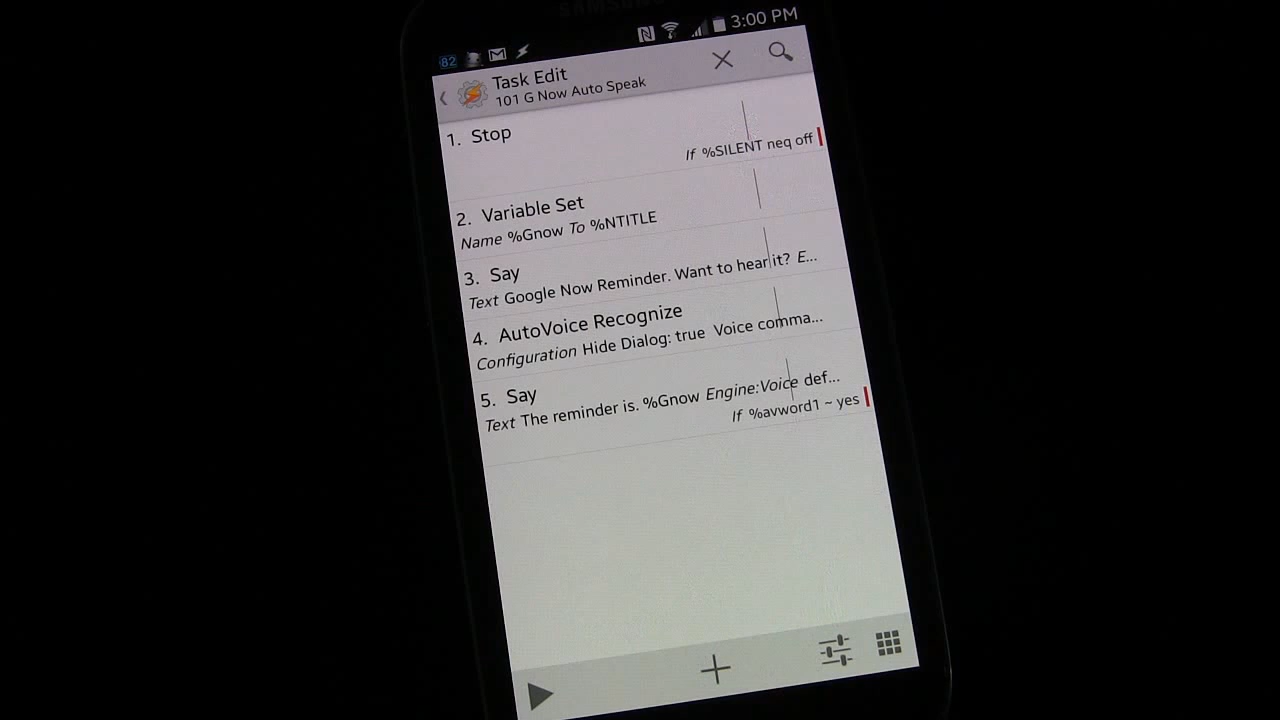 SAMSUNG
82 3:00 PM
Task Edit
101 G Now Auto Speak
1. Stop
If %SILENT neq off
2. Variable Set
Name %Gnow To %NTITLE
3. Say
Text Google Now Reminder. Want to hear it? E...
4. AutoVoice Recognize
Configuration Hide Dialog: true Voice comma...
5. Say
Text The reminder is. %Gnow Engine:Voice def...
If %avword1 ~ yes